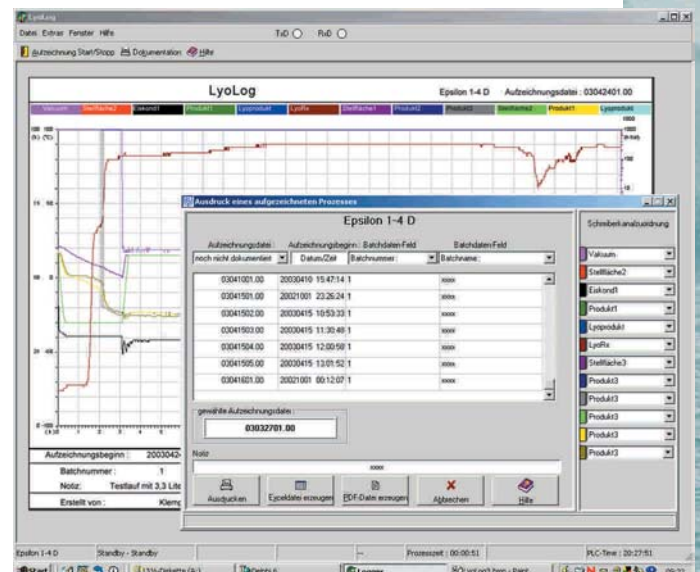 LyoLog
Datei Extras Fenster Hilfe TxD RxD
Aufzeichnung Start/Stopp Dokumentation Hilfe
LyoLog Epsilon 1-4 D Aufzeichnungsdatei : 03042401.00
Vakuum Stellfläche2 Eiskond1 Produkt1 Lyoprodukt LyoRx Stellfläche1 Produkt2 Produkt3 Stellfläche2 Produkt1 Lyoprodukt
Ausdruck eines aufgezeichneten Prozesses
Epsilon 1-4 D
Aufzeichnungsdatei : Aufzeichnungsbeginn : Batchdaten-Feld Batchdaten-Feld
noch nicht dokumentiert Datum/Zeit Batchnummer : Batchname :
03041001.00 20030410 15:47:14 1 xxxx
03041501.00 20021001 23:26:24 1 xxxx
03041502.00 20030415 10:53:33 1 xxxx
03041503.00 20030415 11:30:48 1 xxxx
03041504.00 20030415 12:00:58 1 xxxx
03041505.00 20030415 13:01:52 1 xxxx
03041601.00 20021001 00:12:07 1 xxxx
gewählte Aufzeichnungsdatei :
03032701.00
Notiz
xxxx
Ausdrucken Exceldatei erzeugen PDF-Datei erzeugen Abbrechen Hilfe
Schreiberkanalzuordnung
Vakuum
Stellfläche2
Eiskond1
Produkt1
Lyoprodukt
LyoRx
Stellfläche3
Produkt3
Produkt3
Produkt3
Produkt3
Produkt3
Aufzeichnungsbeginn : 2003042
Batchnummer : 1
Notiz: Testlauf mit 3,3 Lite
Erstellt von : Klemp
Epsilon 1-4 D Standby - Standby -- Prozesszeit : 00:00:51 PLC-Time : 20:27:51
Start 09:22